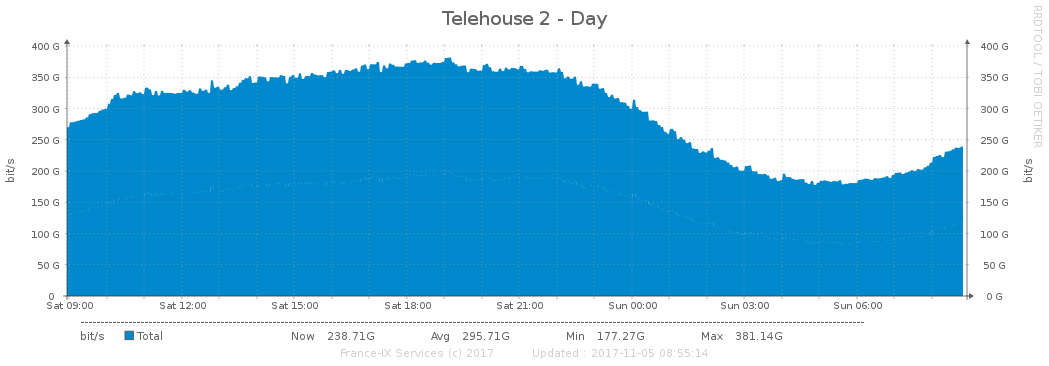 Telehouse 2 - Day
RRDTOOL / TOBI OETIKER
bit/s
bit/s
400 G 400 G
350 G 350 G
300 G 300 G
250 G 250 G
200 G 200 G
150 G 150 G
100 G 100 G
50 G 50 G
0 0 G
Sat 09:00 Sat 12:00 Sat 15:00 Sat 18:00 Sat 21:00 Sun 00:00 Sun 03:00 Sun 06:00
bit/s Total Now 238.71G Avg 295.71G Min 177.27G Max 381.14G
France-IX Services (c) 2017 Updated : 2017-11-05 08:55:14